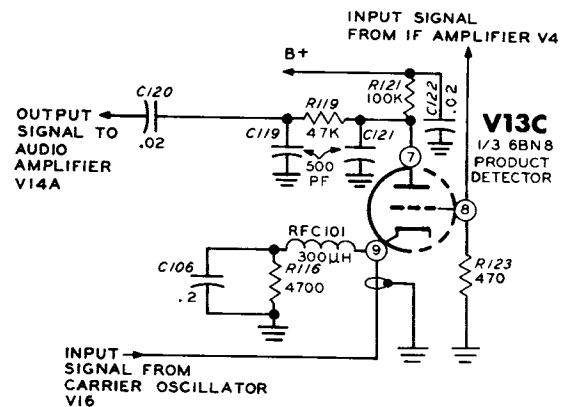 INPUT SIGNAL
FROM IF AMPLIFIER V4
B+
C120
.02
OUTPUT
SIGNAL TO
AUDIO
AMPLIFIER
V14A
R119
47K
C119
C121
500
PF
R121
100K
C122
.02
V13C
1/3 6BN8
PRODUCT
DETECTOR
7
8
9
RFC101
300µH
C106
.2
R116
4700
R123
470
INPUT
SIGNAL FROM
CARRIER OSCILLATOR
V16